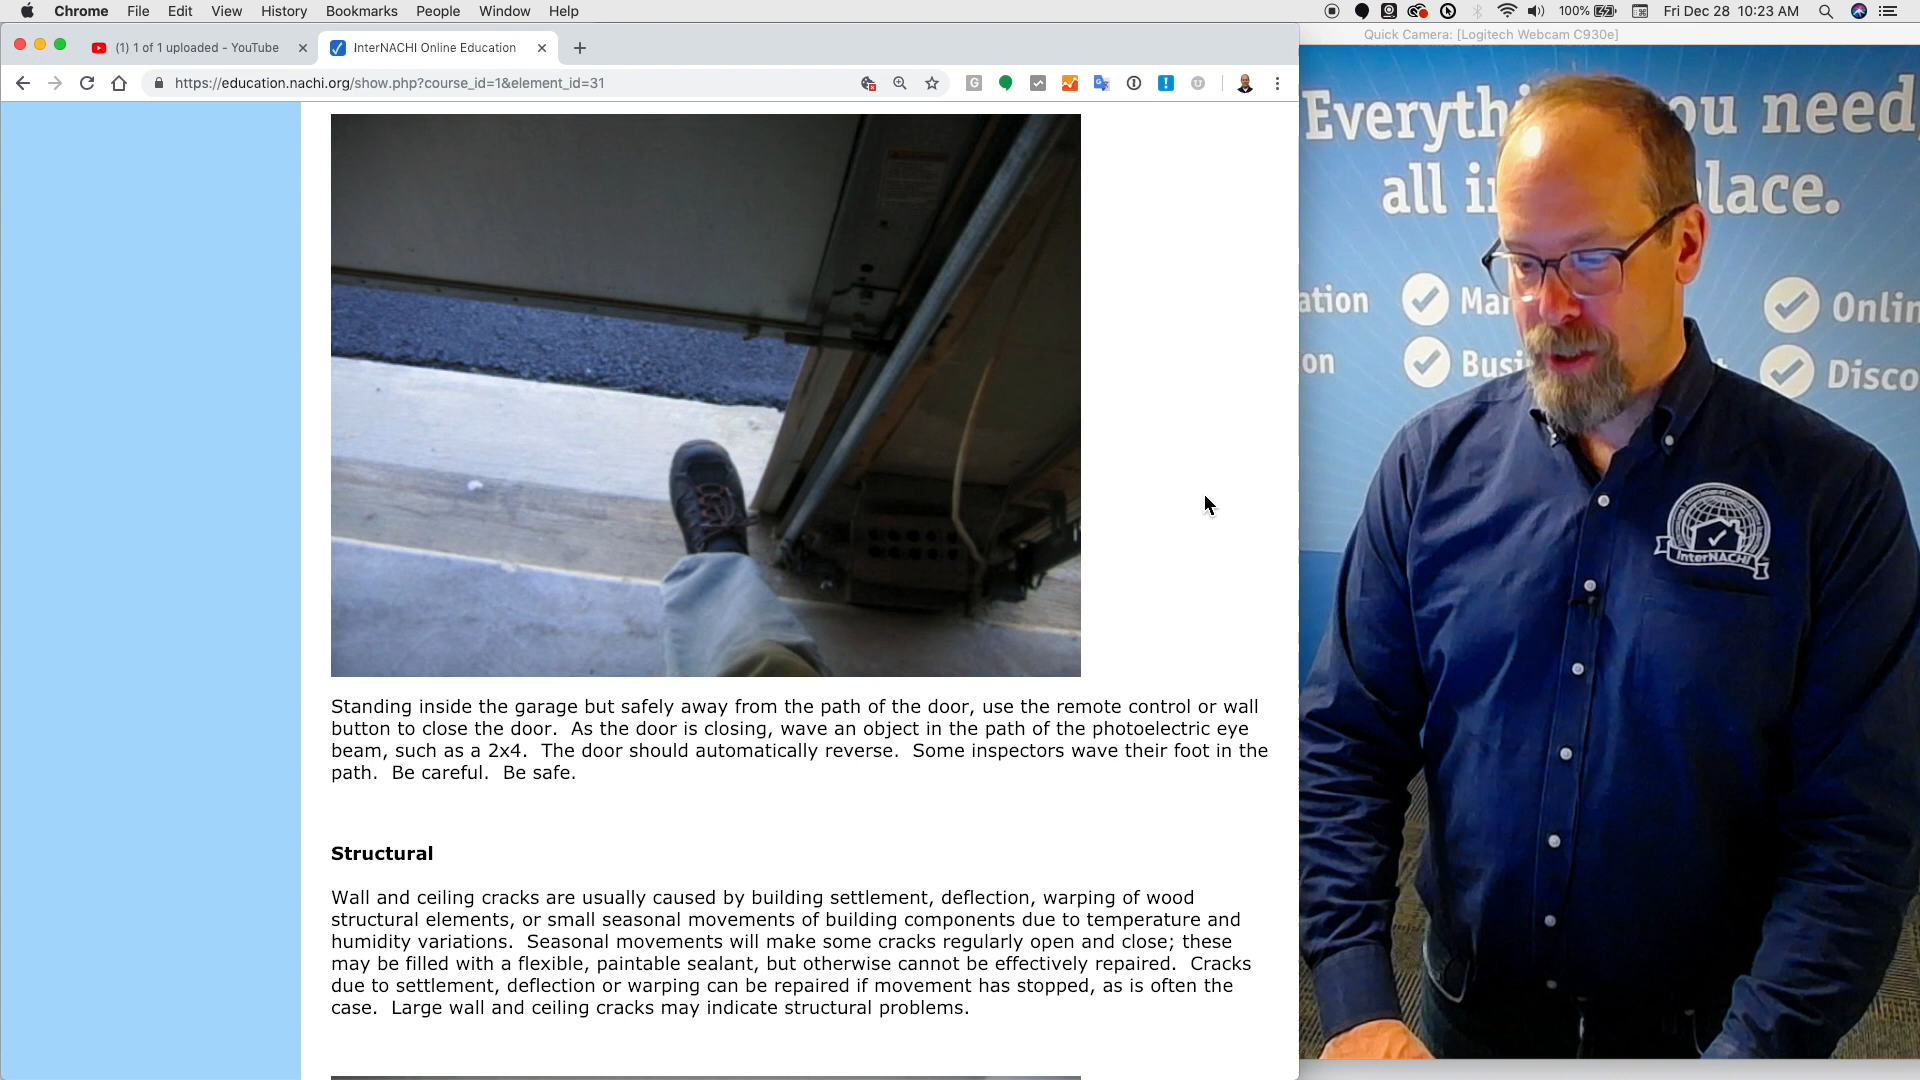 Chrome File Edit View History Bookmarks People Window Help
100% Fri Dec 28 10:23 AM
Quick Camera: [Logitech Webcam C930e]
(1) 1 of 1 uploaded - YouTube
InterNACHI Online Education
https://education.nachi.org/show.php?course_id=1&element_id=31
Standing inside the garage but safely away from the path of the door, use the remote control or wall
button to close the door. As the door is closing, wave an object in the path of the photoelectric eye
beam, such as a 2x4. The door should automatically reverse. Some inspectors wave their foot in the
path. Be careful. Be safe.
Structural
Wall and ceiling cracks are usually caused by building settlement, deflection, warping of wood
structural elements, or small seasonal movements of building components due to temperature and
humidity variations. Seasonal movements will make some cracks regularly open and close; these
may be filled with a flexible, paintable sealant, but otherwise cannot be effectively repaired. Cracks
due to settlement, deflection or warping can be repaired if movement has stopped, as is often the
case. Large wall and ceiling cracks may indicate structural problems.
Everyth ou need,
all i lace.
ation Ma Onlin
on Busi t Disco
InterNACHI